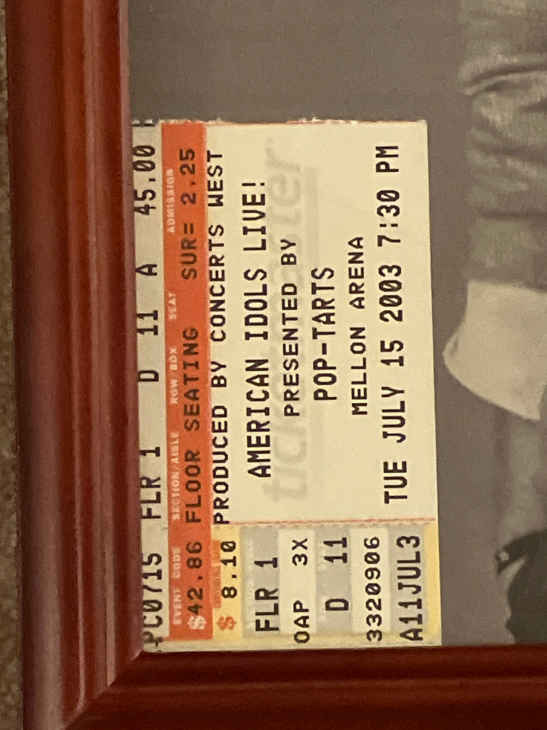 PC0715 FLR 1 D 11 A 45.00
EVENT CODE SECTION/AISLE ROW/BOX SEAT ADMISSION
$42.86 FLOOR SEATING SUR= 2.25
$ 8.10 PRODUCED BY CONCERTS WEST
FLR 1 AMERICAN IDOLS LIVE!
OAP 3X PRESENTED BY
D 11 POP-TARTS
3320906 MELLON ARENA
A11JUL3 TUE JULY 15 2003 7:30 PM
ticketmaster